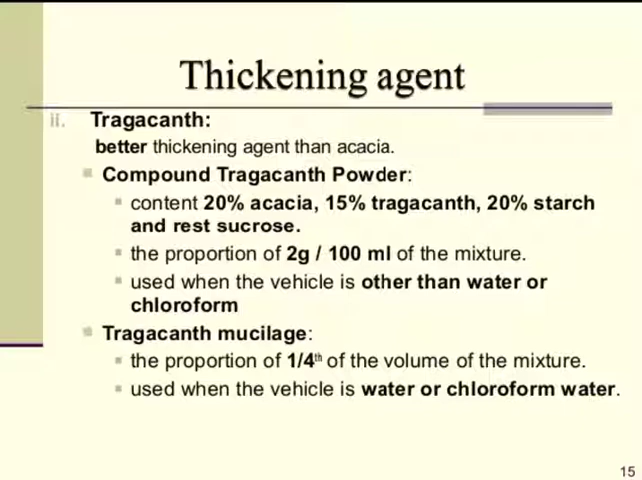 Thickening agent
ii. Tragacanth:
better thickening agent than acacia.
Compound Tragacanth Powder:
content 20% acacia, 15% tragacanth, 20% starch
and rest sucrose.
the proportion of 2g / 100 ml of the mixture.
used when the vehicle is other than water or
chloroform
Tragacanth mucilage:
the proportion of 1/4th of the volume of the mixture.
used when the vehicle is water or chloroform water.
15